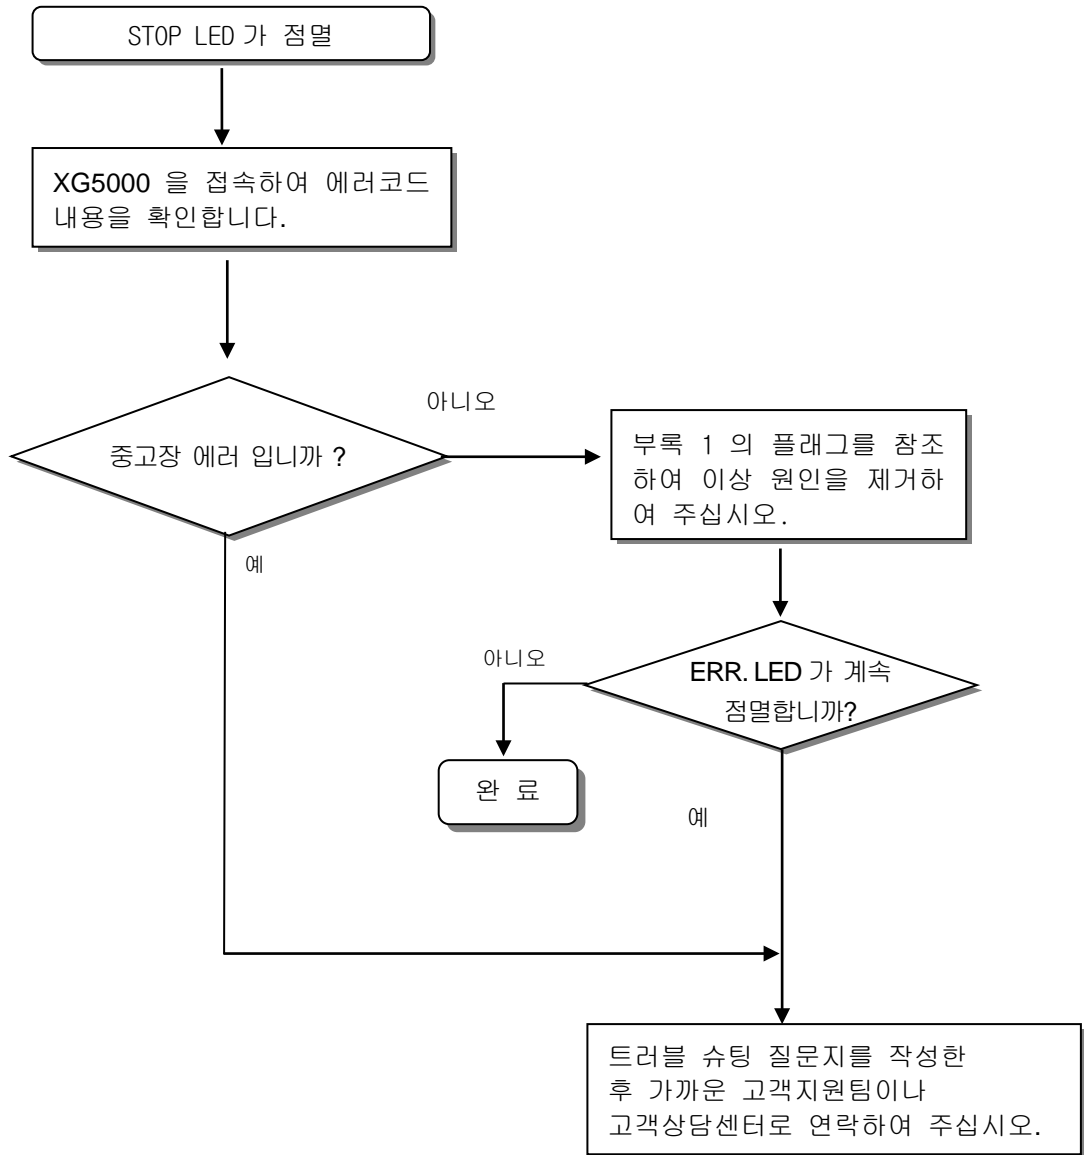 STOP LED 가 점멸
XG5000 을 접속하여 에러코드
내용을 확인합니다.
아니오
중고장 에러 입니까 ?
부록 1 의 플래그를 참조
하여 이상 원인을 제거하
여 주십시오.
예
아니오
ERR. LED 가 계속
점멸합니까?
완 료
예
트러블 슈팅 질문지를 작성한
후 가까운 고객지원팀이나
고객상담센터로 연락하여 주십시오.